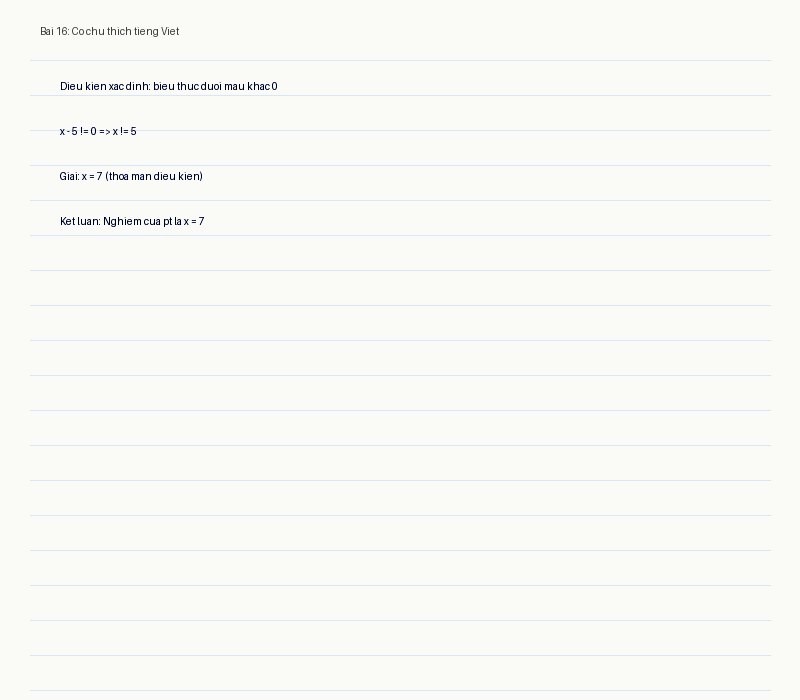 Bai 16: Co chu thich tieng Viet
Dieu kien xac dinh: bieu thuc duoi mau khac 0
x - 5 != 0 => x != 5
Giai: x = 7 (thoa man dieu kien)
Ket luan: Nghiem cua pt la x = 7